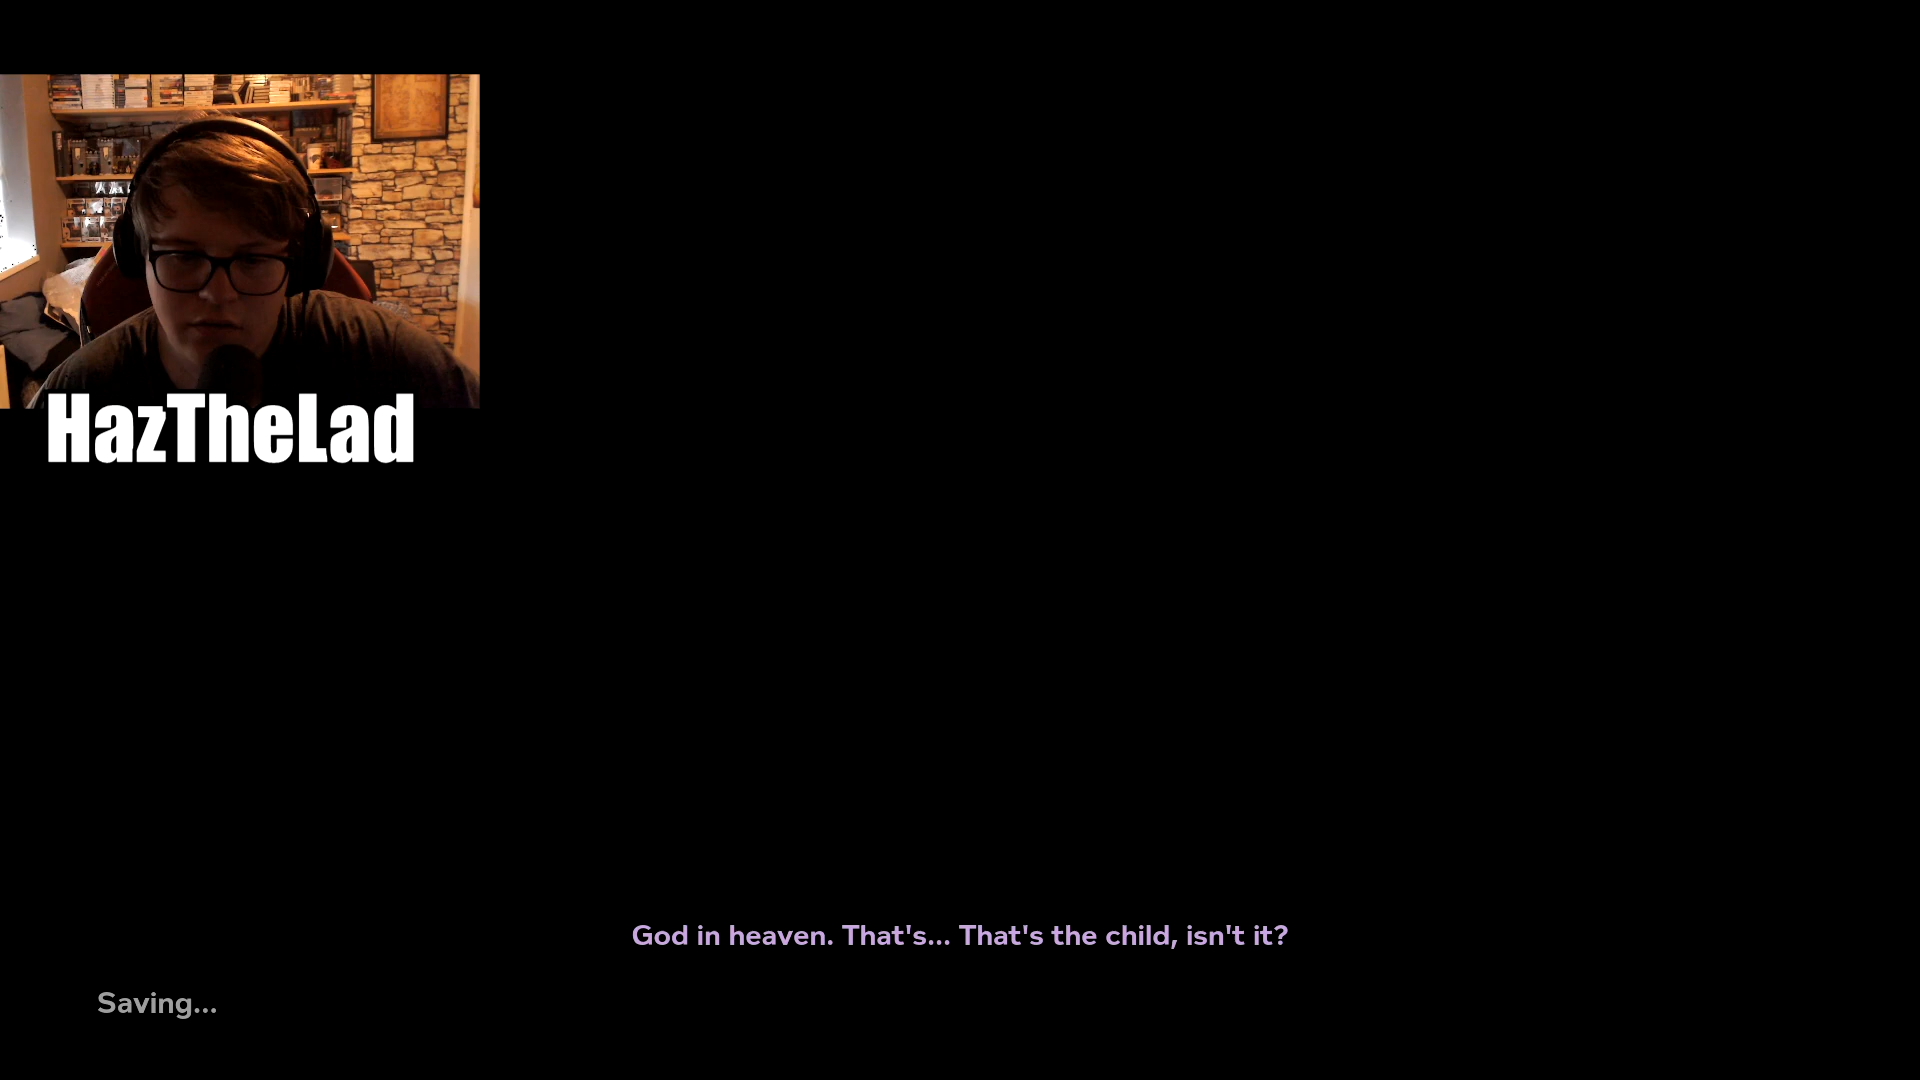 HazTheLad
God in heaven. That's... That's the child, isn't it?
Saving...